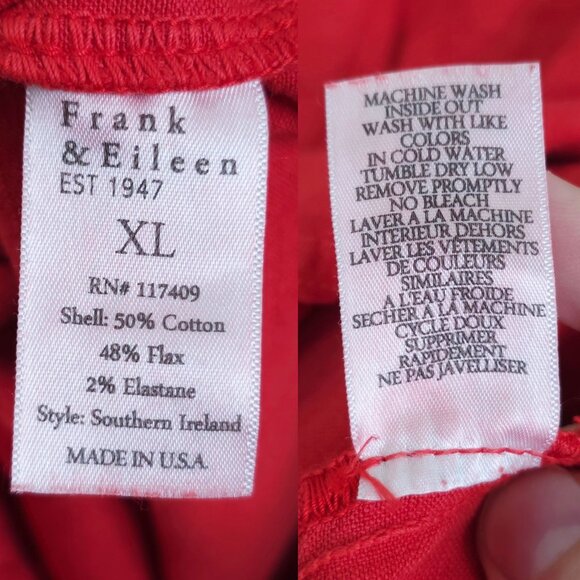 Frank
& Eileen
EST 1947
XL
RN# 117409
Shell: 50% Cotton
48% Flax
2% Elastane
Style: Southern Ireland
MADE IN U.S.A.
MACHINE WASH
INSIDE OUT
WASH WITH LIKE
COLORS
IN COLD WATER
TUMBLE DRY LOW
REMOVE PROMPTLY
NO BLEACH
LAVER A LA MACHINE
INTERIEUR DEHORS
LAVER LES VÊTEMENTS
DE COULEURS
SIMILAIRES
A L'EAU FROIDE
SECHER A LA MACHINE
CYCLE DOUX
SUPPRIMER
RAPIDEMENT
NE PAS JAVELLISER